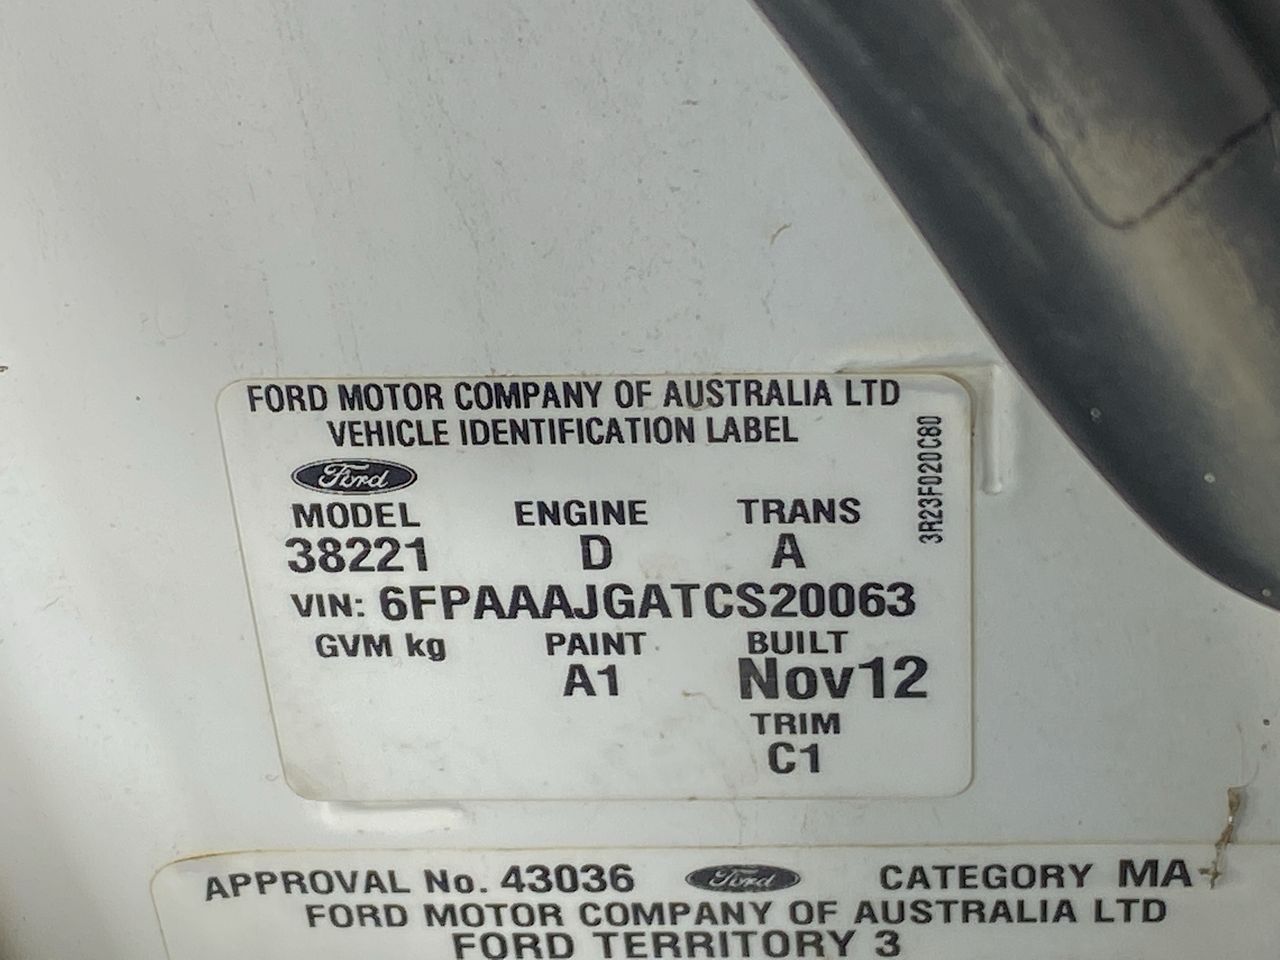 FORD MOTOR COMPANY OF AUSTRALIA LTD
VEHICLE IDENTIFICATION LABEL
3R23F020C80
Ford
MODEL ENGINE TRANS
38221 D A
VIN: 6FPAAAJGATCS20063
GVM kg PAINT BUILT
A1 Nov12
TRIM
C1
APPROVAL No. 43036 Ford CATEGORY MA
FORD MOTOR COMPANY OF AUSTRALIA LTD
FORD TERRITORY 3